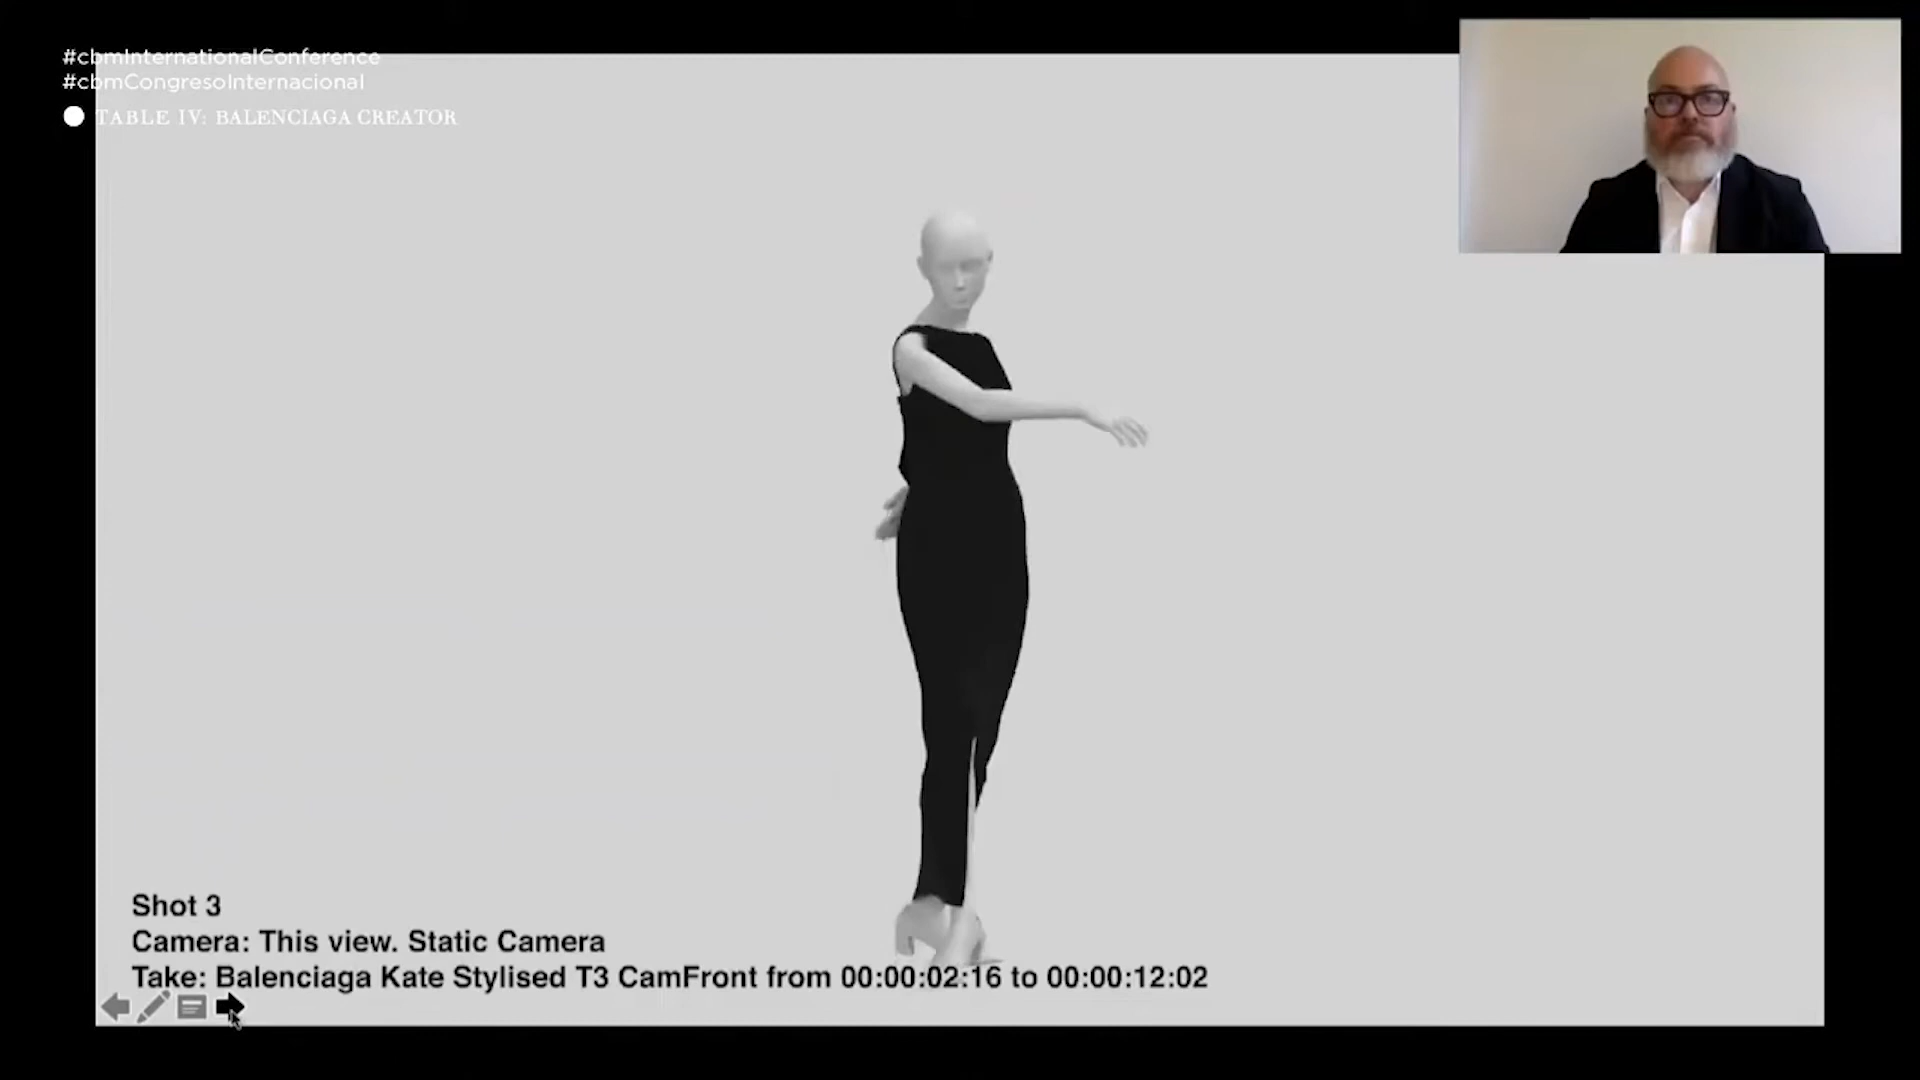 #cbmInternationalConference
#cbmCongresoInternacional
TABLE IV: BALENCIAGA CREATOR
Shot 3
Camera: This view. Static Camera
Take: Balenciaga Kate Stylised T3 CamFront from 00:00:02:16 to 00:00:12:02